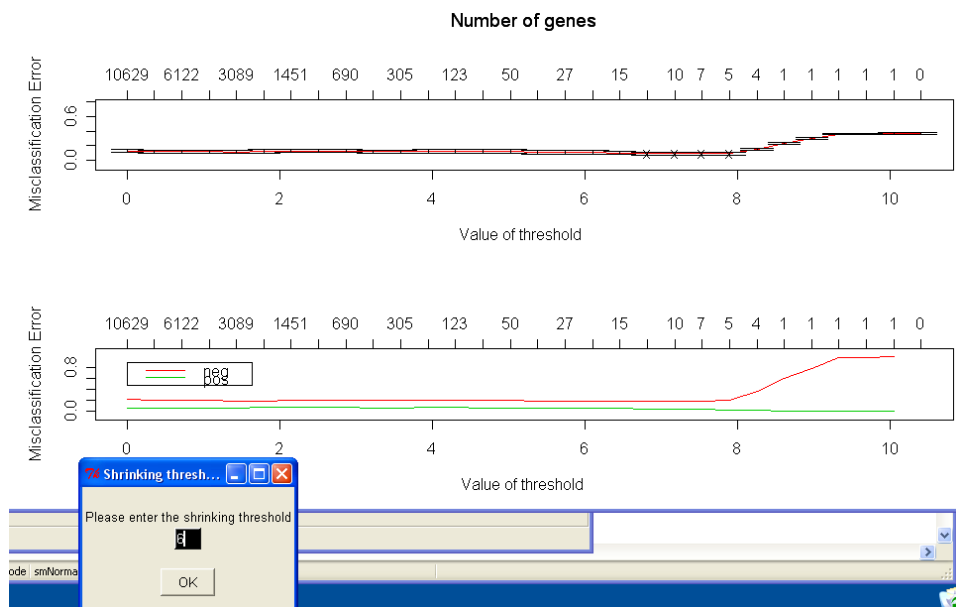 Number of genes
10629 6122 3089 1451 690 305 123 50 27 15 10 7 5 4 1 1 1 1 0
Misclassification Error
0.6
0.0
0 2 4 6 8 10
Value of threshold
10629 6122 3089 1451 690 305 123 50 27 15 10 7 5 4 1 1 1 1 0
Misclassification Error
0.8
0.0
neg
pos
0 2 4 6 8 10
Value of threshold
Shrinking thresh...
Please enter the shrinking threshold
6
OK
ode smNorma